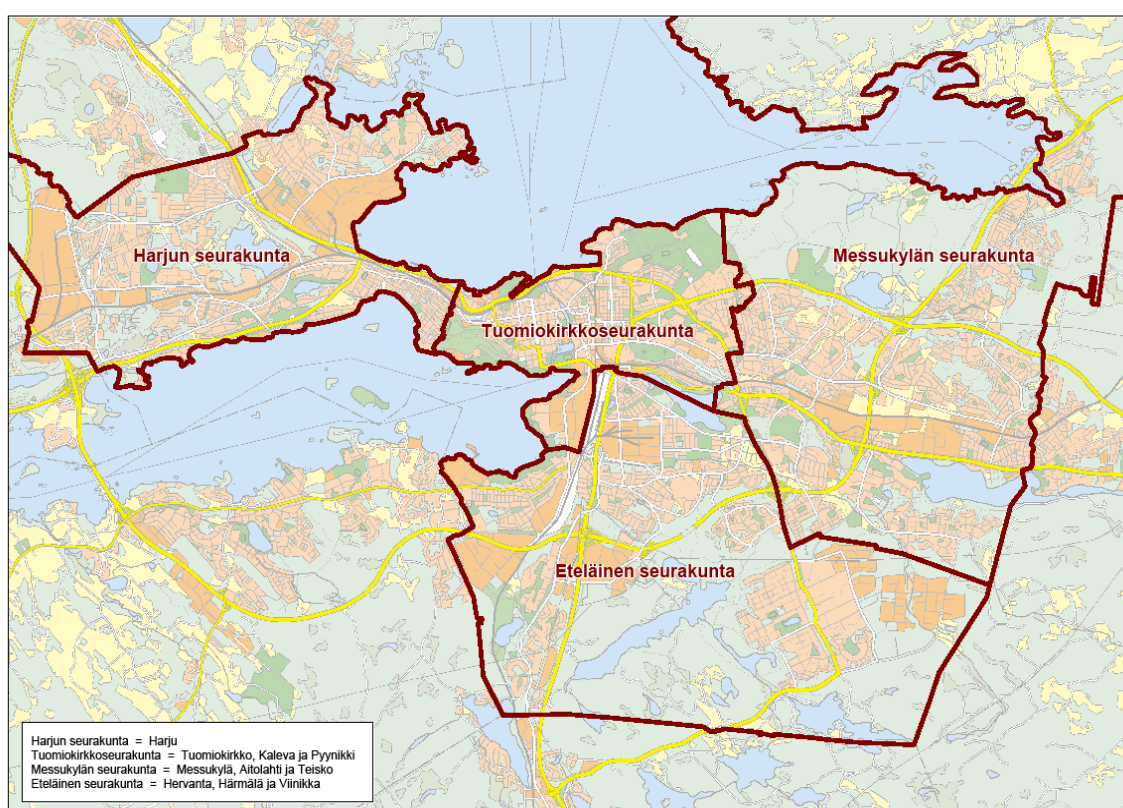 Harjun seurakunta
Messukylän seurakunta
Tuomiokirkkoseurakunta
Eteläinen seurakunta
Harjun seurakunta = Harju
Tuomiokirkkoseurakunta = Tuomiokirkko, Kaleva ja Pyynikki
Messukylän seurakunta = Messukylä, Aitolahti ja Teisko
Eteläinen seurakunta = Hervanta, Härmälä ja Viinikka